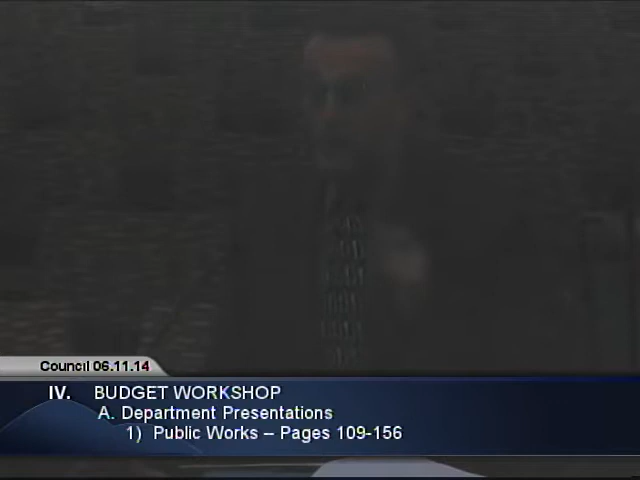 Council 06.11.14
IV. BUDGET WORKSHOP
A. Department Presentations
1) Public Works – Pages 109-156